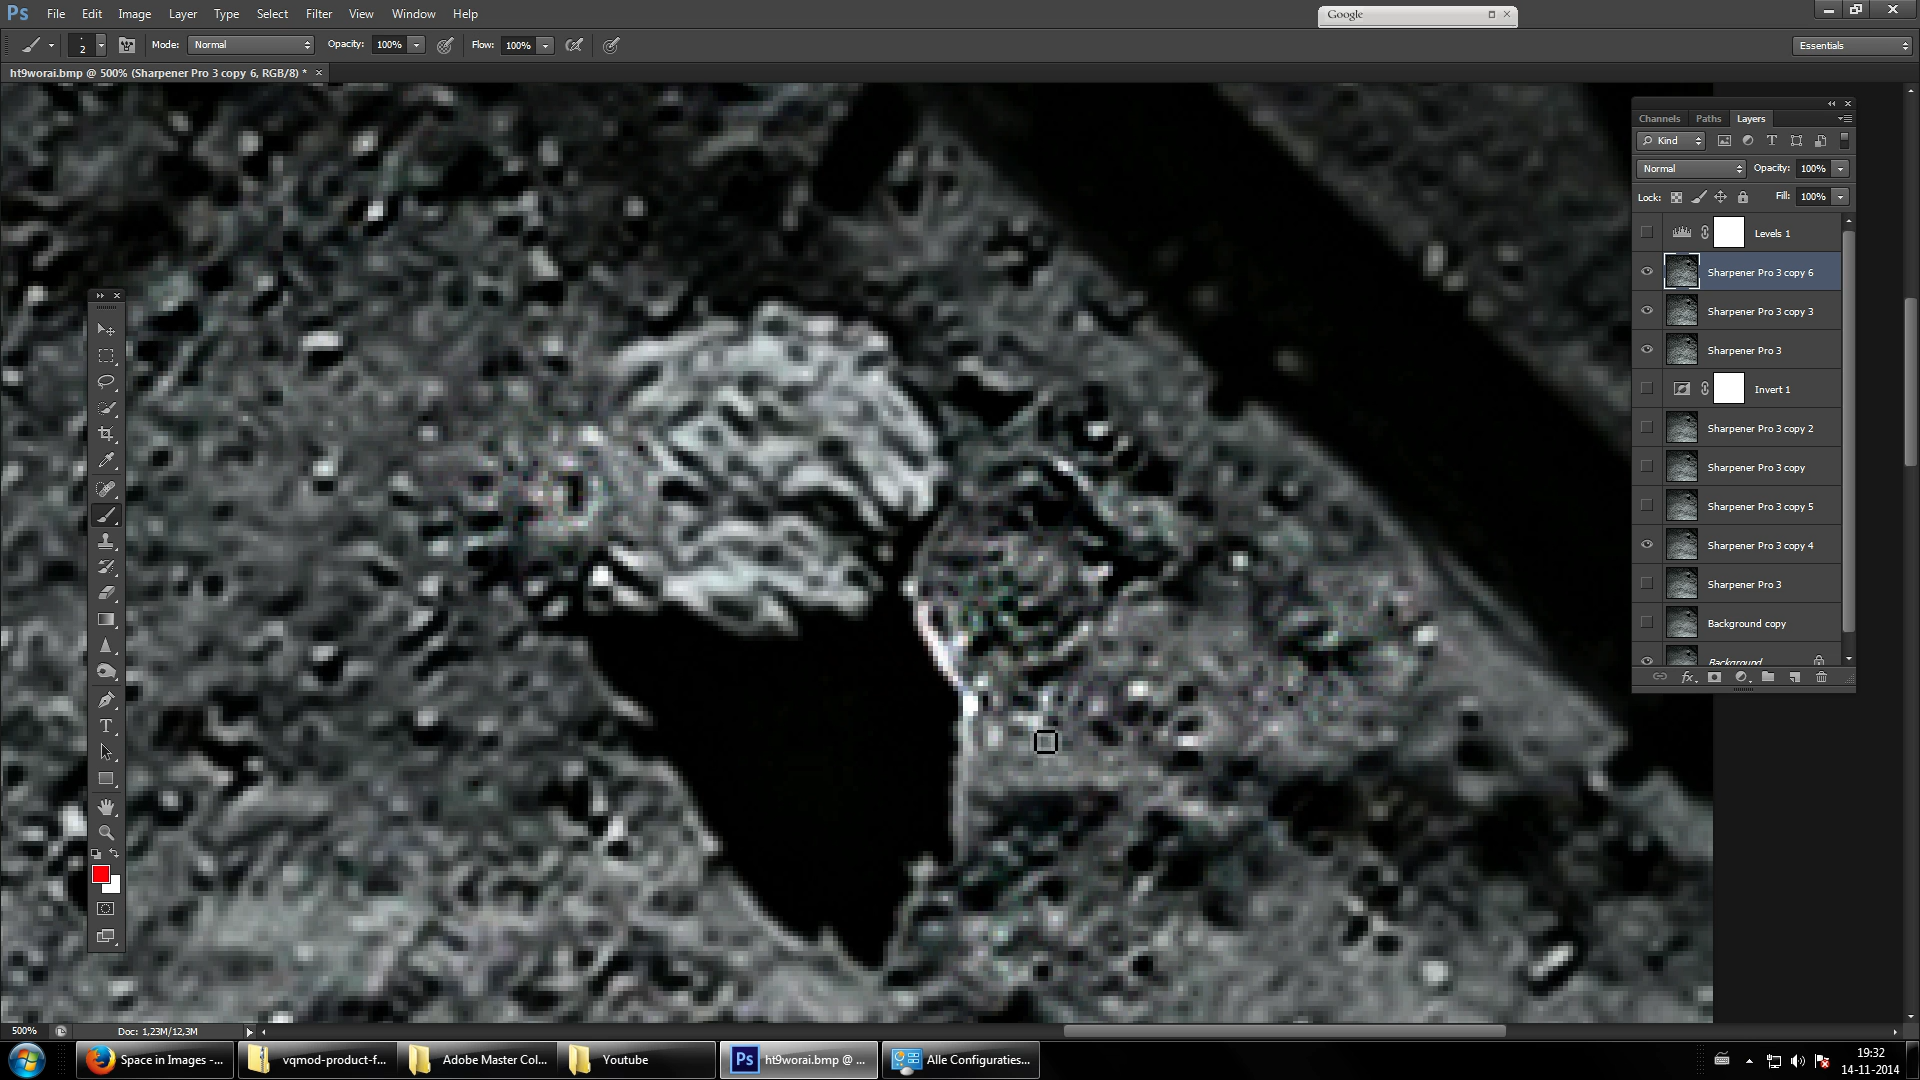 Ps File Edit Image Layer Type Select Filter View Window Help
Google
2 Mode: Normal Opacity: 100% Flow: 100% Essentials
ht9worai.bmp @ 500% (Sharpener Pro 3 copy 6, RGB/8) * ×
Channels Paths Layers
Kind
Normal Opacity: 100%
Lock: Fill: 100%
Levels 1
Sharpener Pro 3 copy 6
Sharpener Pro 3 copy 3
Sharpener Pro 3
Invert 1
Sharpener Pro 3 copy 2
Sharpener Pro 3 copy
Sharpener Pro 3 copy 5
Sharpener Pro 3 copy 4
Sharpener Pro 3
Background copy
Background
fx
500% Doc: 1,23M/12,3M
Space in Images -... vqmod-product-f... Adobe Master Col... Youtube Ps ht9worai.bmp @ ... Alle Configuraties...
19:32
14-11-2014